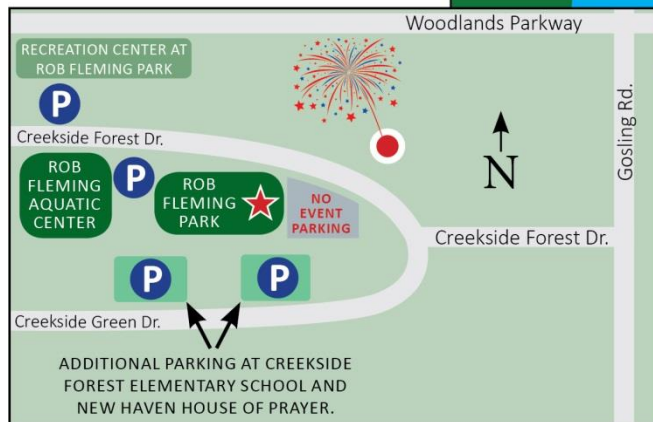 Woodlands Parkway
Gosling Rd.
RECREATION CENTER AT
ROB FLEMING PARK
P
Creekside Forest Dr.
ROB
FLEMING
AQUATIC
CENTER
P
ROB
FLEMING
PARK
NO
EVENT
PARKING
N
Creekside Forest Dr.
P
P
Creekside Green Dr.
ADDITIONAL PARKING AT CREEKSIDE
FOREST ELEMENTARY SCHOOL AND
NEW HAVEN HOUSE OF PRAYER.